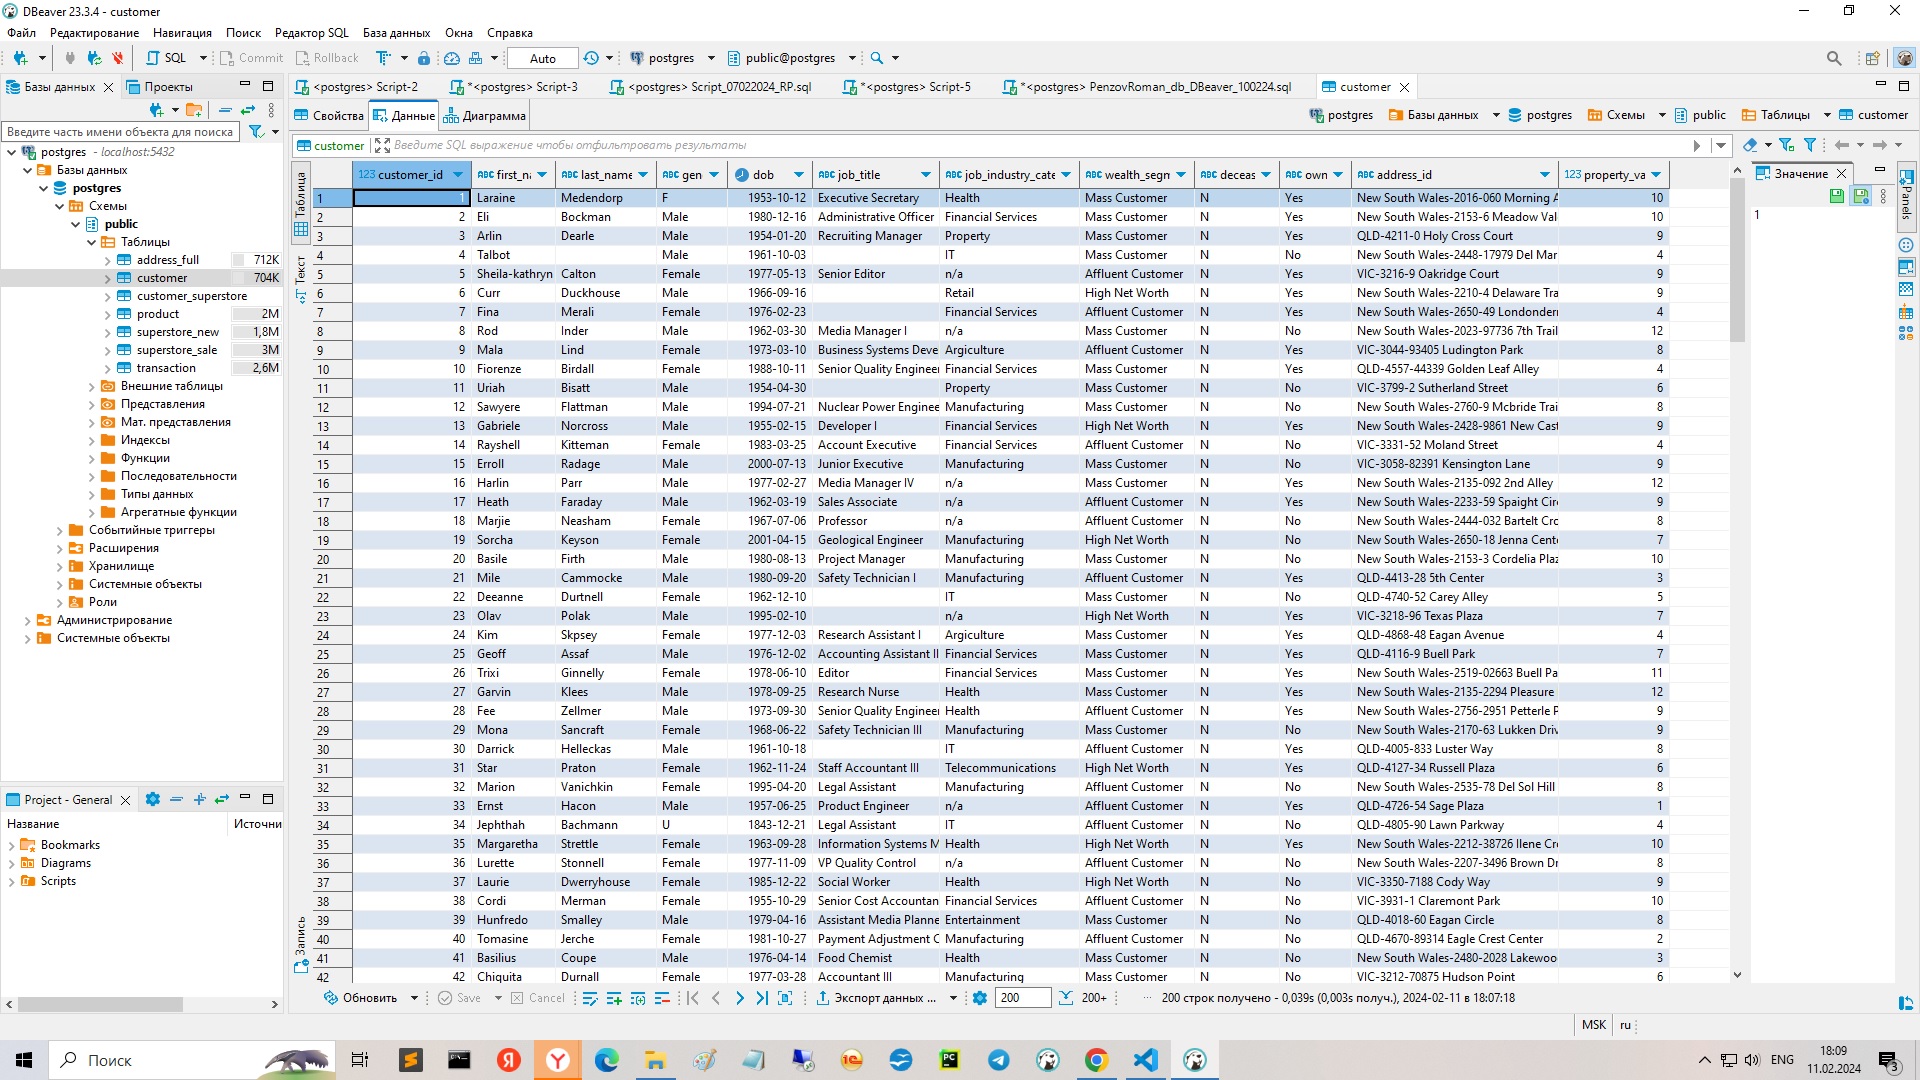 DBeaver 23.3.4 - customer
Файл Редактирование Навигация Поиск Редактор SQL База данных Окна Справка
SQL Commit Rollback Auto postgres public@postgres
Базы данных Проекты
<postgres> Script-2 *<postgres> Script-3 <postgres> Script_07022024_RP.sql *<postgres> Script-5 *<postgres> PenzovRoman_db_DBeaver_100224.sql customer
Свойства Данные Диаграмма postgres Базы данных postgres Схемы public Таблицы customer
Введите часть имени объекта для поиска
customer Введите SQL выражение чтобы отфильтровать результаты
postgres - localhost:5432
Базы данных
postgres
Схемы
public
Таблицы
address_full 712K
customer 704K
customer_superstore
product 2M
superstore_new 1,8M
superstore_sale 3M
transaction 2,6M
Внешние таблицы
Представления
Мат. представления
Индексы
Функции
Последовательности
Типы данных
Агрегатные функции
Событийные триггеры
Расширения
Хранилище
Системные объекты
Роли
Администрирование
Системные объекты
Project - General
Название Источни
Bookmarks
Diagrams
Scripts
Таблица
Текст
Запись
123 customer_id ABC first_na ABC last_name ABC gen dob ABC job_title ABC job_industry_cate ABC wealth_segm ABC deceas ABC own ABC address_id 123 property_va
1 1 Laraine Medendorp F 1953-10-12 Executive Secretary Health Mass Customer N Yes New South Wales-2016-060 Morning A 10
2 2 Eli Bockman Male 1980-12-16 Administrative Officer Financial Services Mass Customer N Yes New South Wales-2153-6 Meadow Val 10
3 3 Arlin Dearle Male 1954-01-20 Recruiting Manager Property Mass Customer N Yes QLD-4211-0 Holy Cross Court 9
4 4 Talbot Male 1961-10-03 IT Mass Customer N No New South Wales-2448-17979 Del Mar 4
5 5 Sheila-kathryn Calton Female 1977-05-13 Senior Editor n/a Affluent Customer N Yes VIC-3216-9 Oakridge Court 9
6 6 Curr Duckhouse Male 1966-09-16 Retail High Net Worth N Yes New South Wales-2210-4 Delaware Tra 9
7 7 Fina Merali Female 1976-02-23 Financial Services Affluent Customer N Yes New South Wales-2650-49 Londonderr 4
8 8 Rod Inder Male 1962-03-30 Media Manager I n/a Mass Customer N No New South Wales-2023-97736 7th Trail 12
9 9 Mala Lind Female 1973-03-10 Business Systems Deve Argiculture Affluent Customer N Yes VIC-3044-93405 Ludington Park 8
10 10 Fiorenze Birdall Female 1988-10-11 Senior Quality Engineer Financial Services Mass Customer N Yes QLD-4557-44339 Golden Leaf Alley 4
11 11 Uriah Bisatt Male 1954-04-30 Property Mass Customer N No VIC-3799-2 Sutherland Street 6
12 12 Sawyere Flattman Male 1994-07-21 Nuclear Power Enginee Manufacturing Mass Customer N No New South Wales-2760-9 Mcbride Trai 8
13 13 Gabriele Norcross Male 1955-02-15 Developer I Financial Services High Net Worth N Yes New South Wales-2428-9861 New Cast 9
14 14 Rayshell Kitteman Female 1983-03-25 Account Executive Financial Services Affluent Customer N No VIC-3331-52 Moland Street 4
15 15 Erroll Radage Male 2000-07-13 Junior Executive Manufacturing Mass Customer N No VIC-3058-82391 Kensington Lane 9
16 16 Harlin Parr Male 1977-02-27 Media Manager IV n/a Mass Customer N Yes New South Wales-2135-092 2nd Alley 12
17 17 Heath Faraday Male 1962-03-19 Sales Associate n/a Affluent Customer N Yes New South Wales-2233-59 Spaight Circ 9
18 18 Marjie Neasham Female 1967-07-06 Professor n/a Affluent Customer N No New South Wales-2444-032 Bartelt Cro 8
19 19 Sorcha Keyson Female 2001-04-15 Geological Engineer Manufacturing High Net Worth N No New South Wales-2650-18 Jenna Cente 7
20 20 Basile Firth Male 1980-08-13 Project Manager Manufacturing Mass Customer N No New South Wales-2153-3 Cordelia Plaz 10
21 21 Mile Cammocke Male 1980-09-20 Safety Technician I Manufacturing Affluent Customer N Yes QLD-4413-28 5th Center 3
22 22 Deeanne Durtnell Female 1962-12-10 IT Mass Customer N No QLD-4740-52 Carey Alley 5
23 23 Olav Polak Male 1995-02-10 n/a High Net Worth N Yes VIC-3218-96 Texas Plaza 7
24 24 Kim Skpsey Female 1977-12-03 Research Assistant I Argiculture Mass Customer N Yes QLD-4868-48 Eagan Avenue 4
25 25 Geoff Assaf Male 1976-12-02 Accounting Assistant II Financial Services Mass Customer N Yes QLD-4116-9 Buell Park 7
26 26 Trixi Ginnelly Female 1978-06-10 Editor Financial Services Mass Customer N Yes New South Wales-2519-02663 Buell Pa 11
27 27 Garvin Klees Male 1978-09-25 Research Nurse Health Mass Customer N Yes New South Wales-2135-2294 Pleasure 12
28 28 Fee Zellmer Male 1973-09-30 Senior Quality Engineer Health Affluent Customer N Yes New South Wales-2756-2951 Petterle P 9
29 29 Mona Sancraft Female 1968-06-22 Safety Technician III Manufacturing Mass Customer N Yes New South Wales-2170-63 Lukken Driv 9
30 30 Darrick Helleckas Male 1961-10-18 IT Affluent Customer N Yes QLD-4005-833 Luster Way 8
31 31 Star Praton Female 1962-11-24 Staff Accountant III Telecommunications High Net Worth N Yes QLD-4127-34 Russell Plaza 6
32 32 Marion Vanichkin Female 1995-04-20 Legal Assistant Manufacturing Affluent Customer N No New South Wales-2535-78 Del Sol Hill 8
33 33 Ernst Hacon Male 1957-06-25 Product Engineer n/a Affluent Customer N Yes QLD-4726-54 Sage Plaza 1
34 34 Jephthah Bachmann U 1843-12-21 Legal Assistant IT Affluent Customer N No QLD-4805-90 Lawn Parkway 4
35 35 Margaretha Strettle Female 1963-09-28 Information Systems M Health High Net Worth N Yes New South Wales-2212-38726 Ilene Cre 10
36 36 Lurette Stonnell Female 1977-11-09 VP Quality Control n/a Affluent Customer N No New South Wales-2207-3496 Brown Dr 8
37 37 Laurie Dwerryhouse Female 1985-12-22 Social Worker Health High Net Worth N No VIC-3350-7188 Cody Way 9
38 38 Cordi Merman Female 1955-10-29 Senior Cost Accountan Financial Services Affluent Customer N No VIC-3931-1 Claremont Park 10
39 39 Hunfredo Smalley Male 1979-04-16 Assistant Media Planne Entertainment Mass Customer N No QLD-4018-60 Eagan Circle 8
40 40 Tomasine Jerche Female 1981-10-27 Payment Adjustment C Manufacturing Affluent Customer N No QLD-4670-89314 Eagle Crest Center 2
41 41 Basilius Coupe Male 1976-04-14 Food Chemist Health Mass Customer N No New South Wales-2480-2028 Lakewoo 3
42 42 Chiquita Durnall Female 1977-03-28 Accountant III Manufacturing Mass Customer N No VIC-3212-70875 Hudson Point 6
Значение
1
Panels
Обновить Save Cancel Экспорт данных ... 200 200+ ··· 200 строк получено - 0,039s (0,003s получ.), 2024-02-11 в 18:07:18
MSK ru
Поиск
ENG 18:09
11.02.2024
3